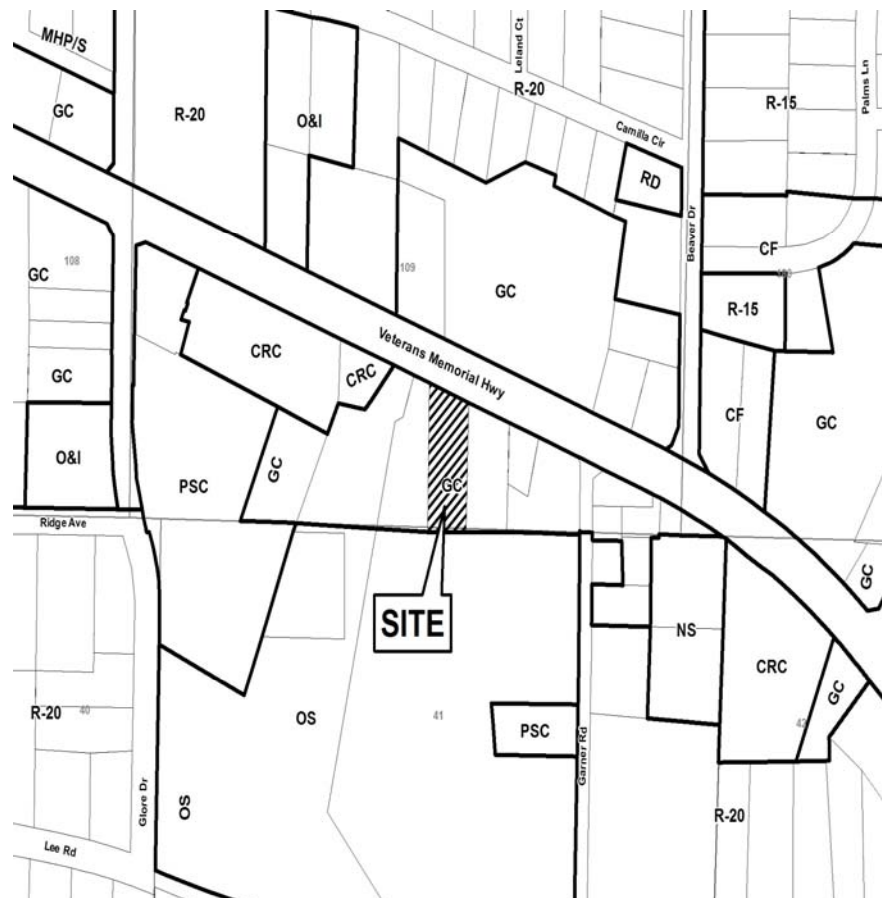 MHP/S
Leland Ct
R-20
Palms Ln
GC
R-20
O&I
R-15
Camilla Cir
RD
Beaver Dr
CF
108
109
GC
GC
R-15
Veterans Memorial Hwy
CRC
CRC
GC
CF
GC
O&I
PSC
GC
GC
Ridge Ave
GC
SITE
NS
CRC
GC
R-20
40
OS
41
PSC
Garner Rd
42
Glore Dr
OS
R-20
Lee Rd